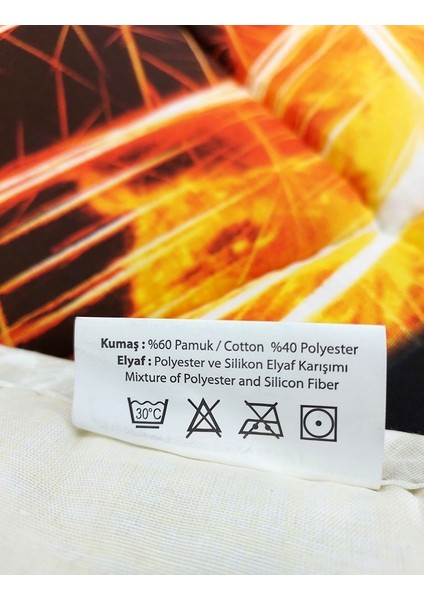 Kumaş : %60 Pamuk / Cotton %40 Polyester
Elyaf : Polyester ve Silikon Elyaf Karışımı
Mixture of Polyester and Silicon Fiber
30°C